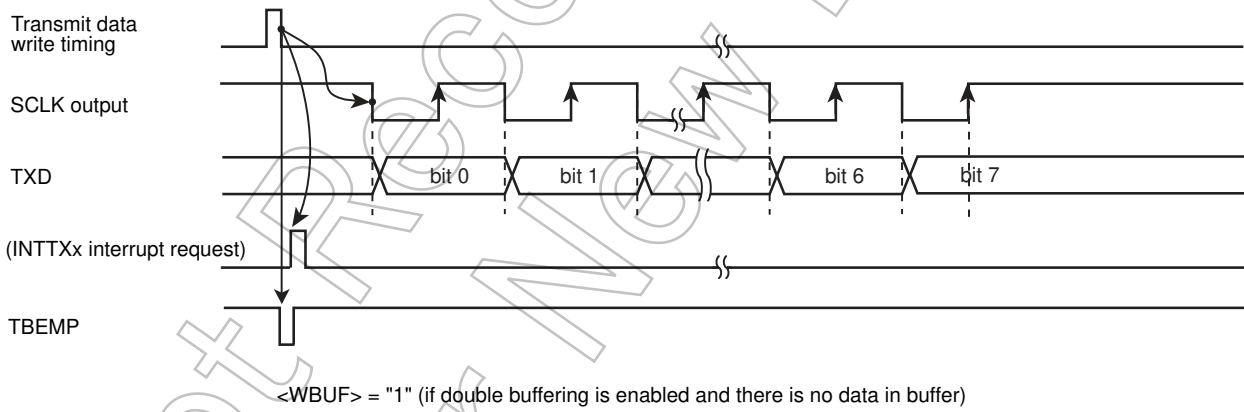 Transmit data
write timing
SCLK output
TXD
bit 0
bit 1
bit 6
bit 7
(INTTXx interrupt request)
TBEMP
<WBUF> = "1" (if double buffering is enabled and there is no data in buffer)